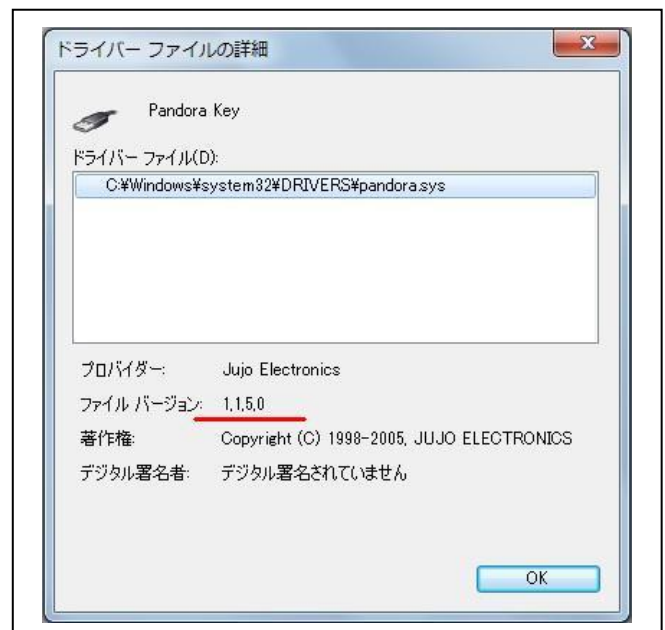 ドライバー ファイルの詳細
Pandora Key
ドライバー ファイル(D):
C:¥Windows¥system32¥DRIVERS¥pandora.sys
プロバイダー: Jujo Electronics
ファイル バージョン: 1,1,5,0
著作権: Copyright (C) 1998-2005, JUJO ELECTRONICS
デジタル署名者: デジタル署名されていません
OK